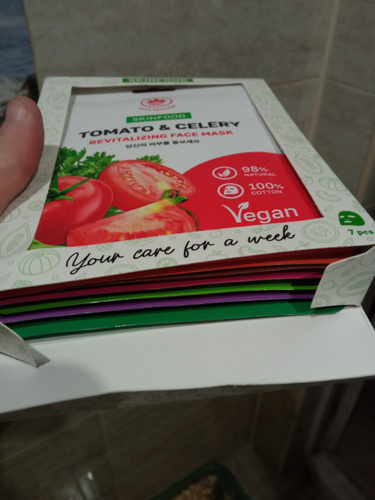 SKINFOOD
SKINFOOD
TOMATO & CELERY
REVITALIZING FACE MASK
당신의 피부를 돌보세요
98%
NATURAL
100%
COTTON
Vegan
7 pcs
Your care for a week